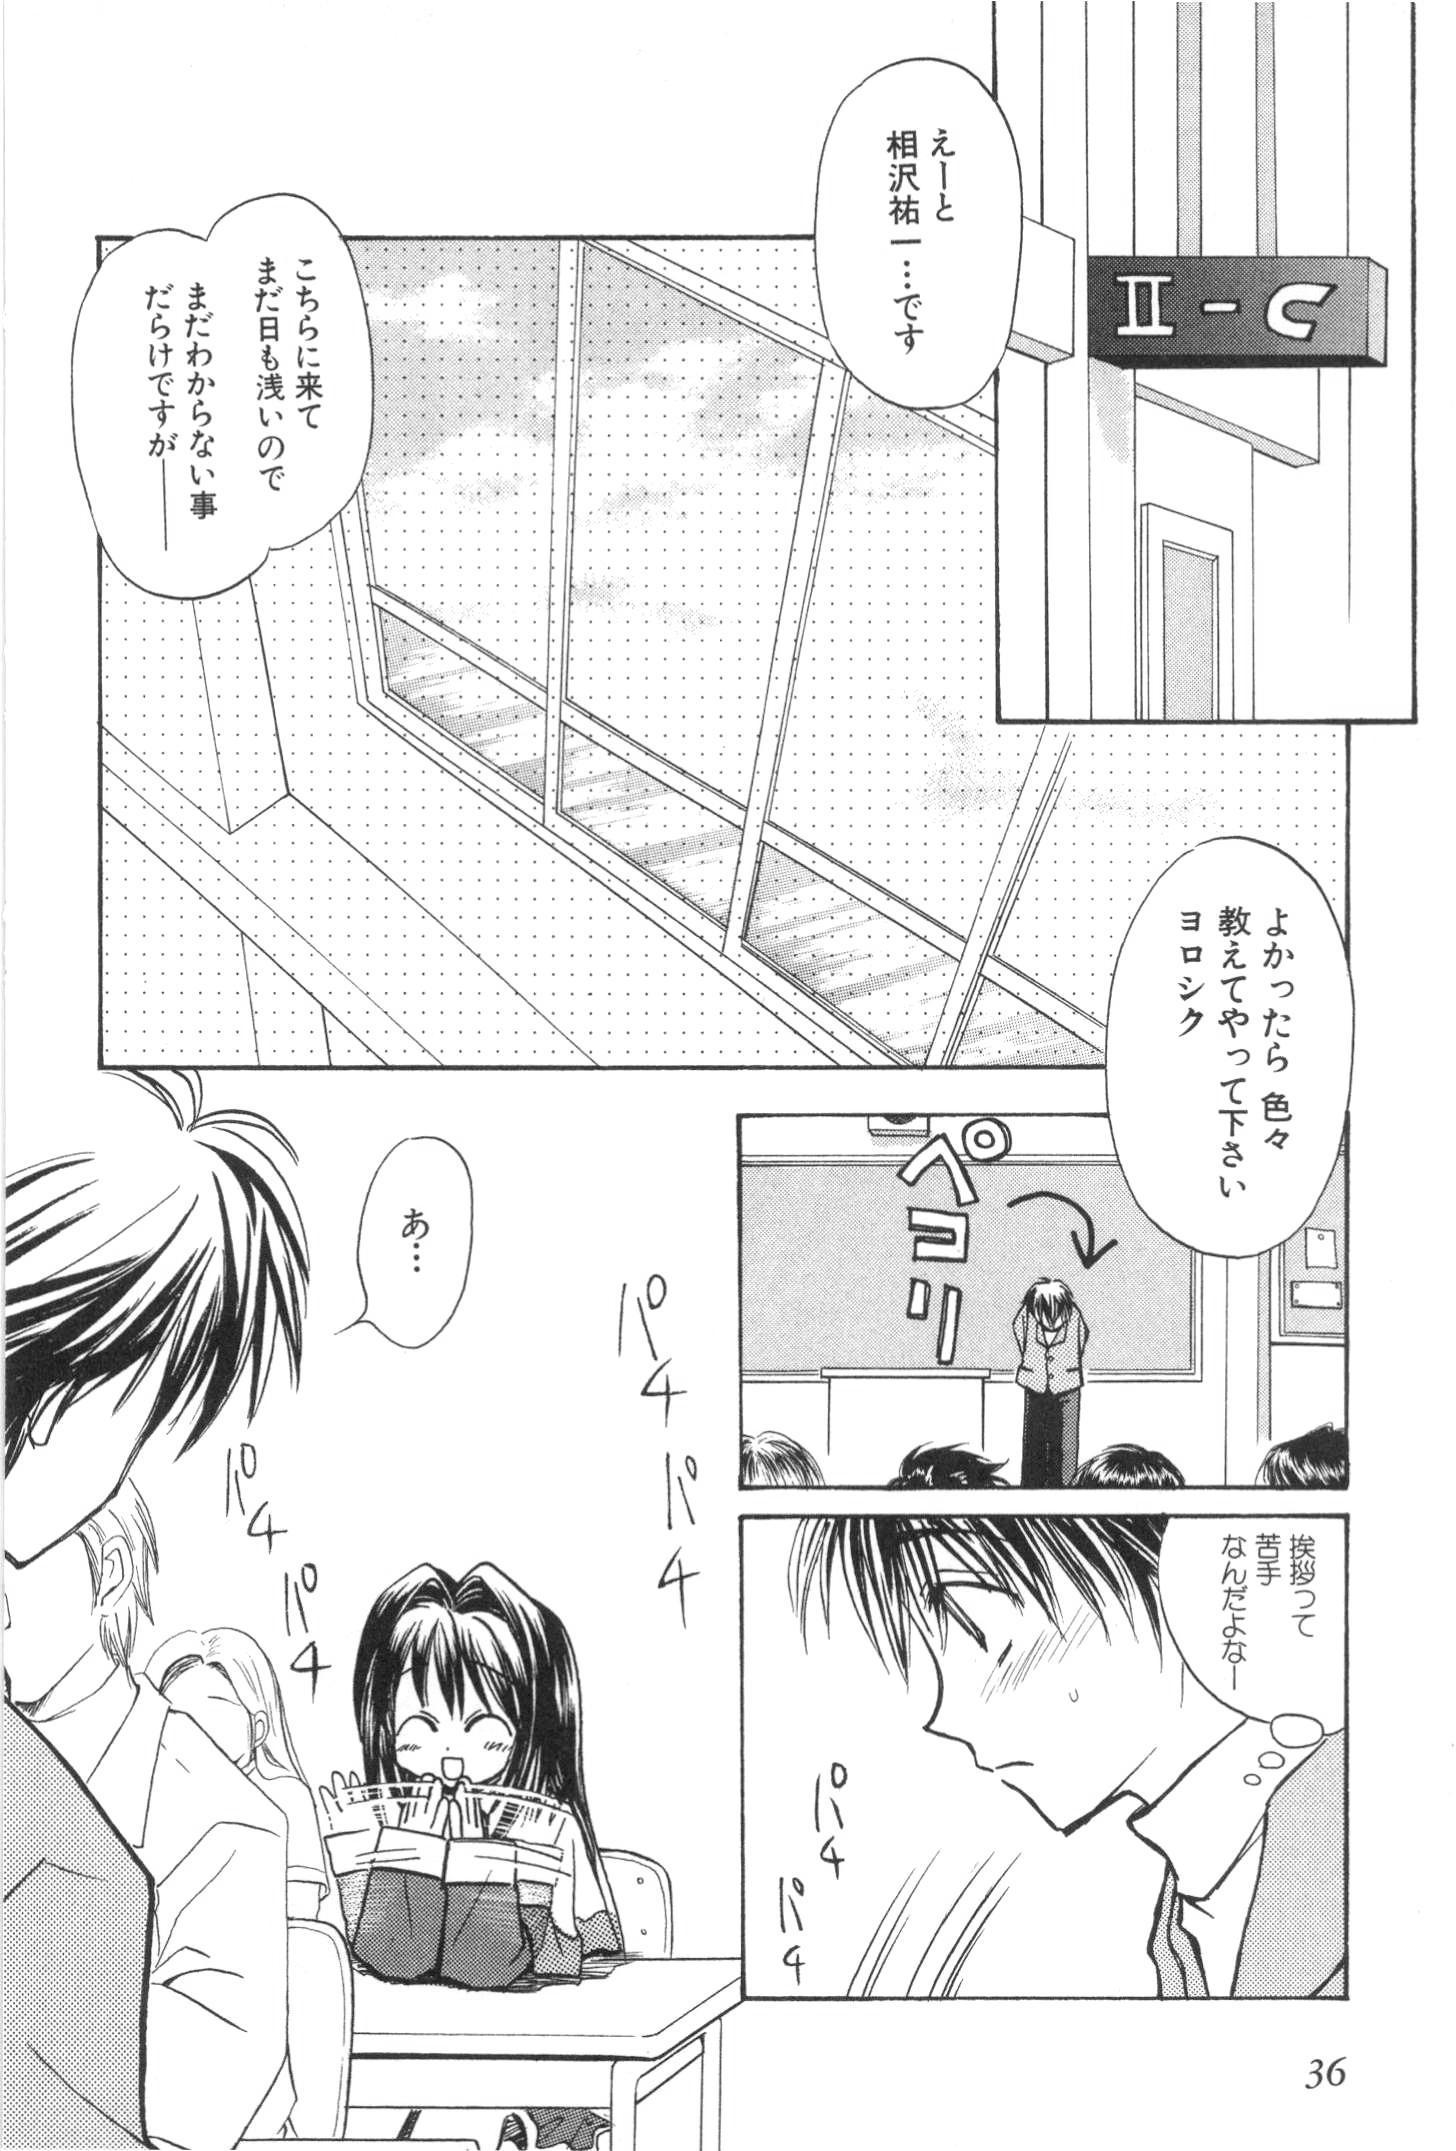 II-C
えーと
相沢祐一…です
こちらに来て
まだ日も浅いので
まだわからない事
だらけですが――
よかったら 色々
教えてやって下さい
ヨロシク
ペコリ
挨拶って
苦手
なんだよなー
パチ
パチ
あ…
パチ
パチ
パチ
パチ
36